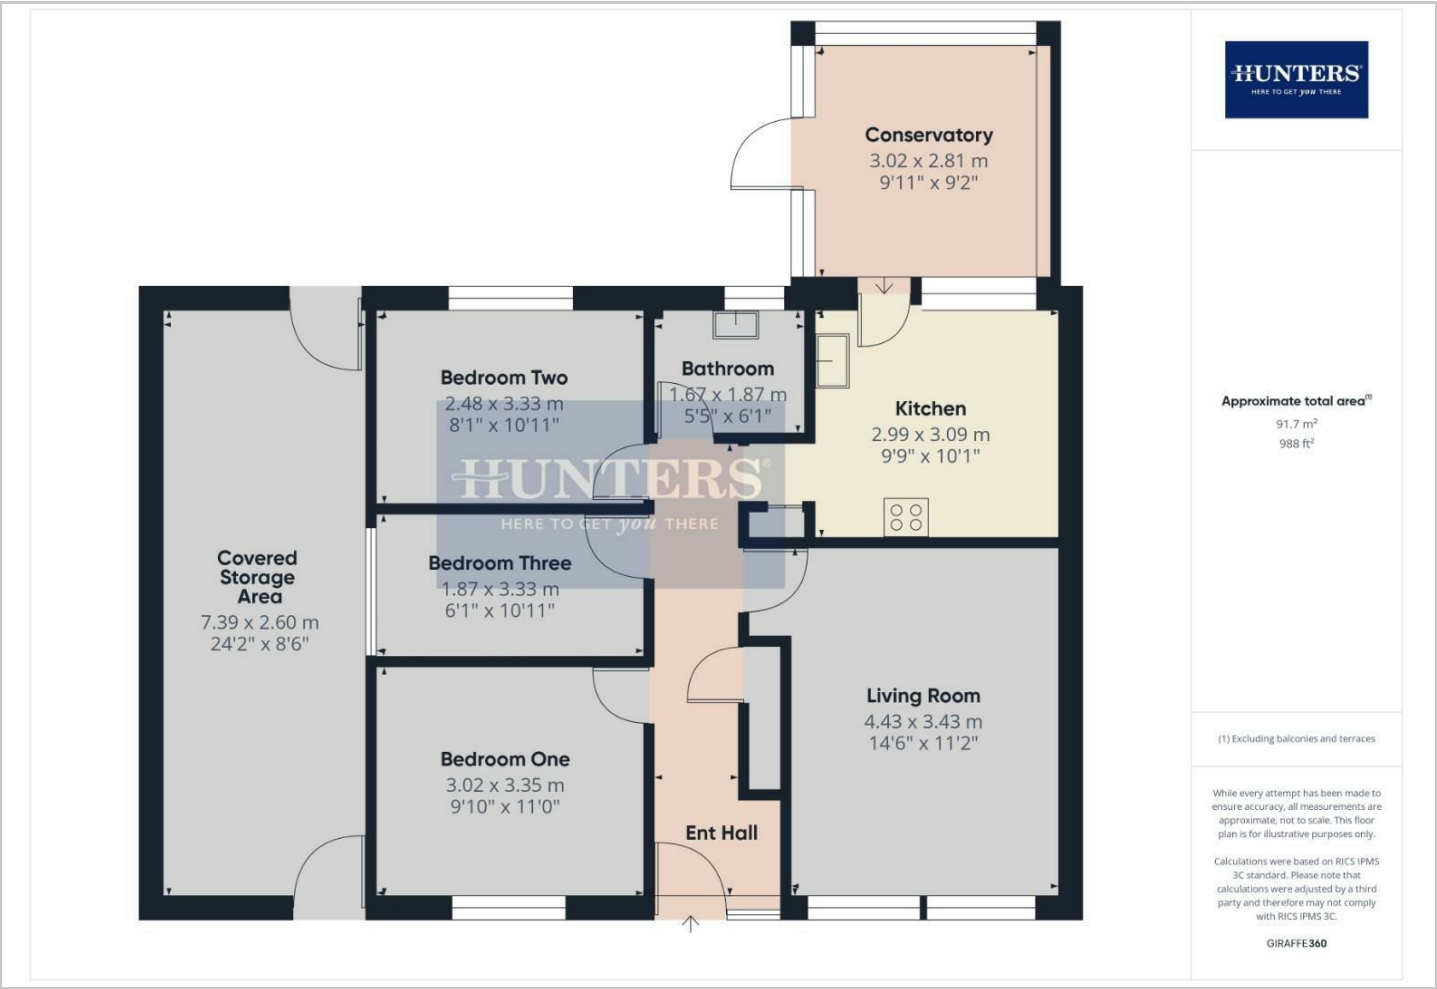 Conservatory
3.02 x 2.81 m
9'11" x 9'2"
Bedroom Two
2.48 x 3.33 m
8'1" x 10'11"
Bathroom
1.67 x 1.87 m
5'5" x 6'1"
Kitchen
2.99 x 3.09 m
9'9" x 10'1"
HUNTERS®
HERE TO GET you THERE
Covered
Storage
Area
7.39 x 2.60 m
24'2" x 8'6"
Bedroom Three
1.87 x 3.33 m
6'1" x 10'11"
Bedroom One
3.02 x 3.35 m
9'10" x 11'0"
Ent Hall
Living Room
4.43 x 3.43 m
14'6" x 11'2"
HUNTERS®
HERE TO GET you THERE
Approximate total area(1)
91.7 m²
988 ft²
(1) Excluding balconies and terraces
While every attempt has been made to
ensure accuracy, all measurements are
approximate, not to scale. This floor
plan is for illustrative purposes only.
Calculations were based on RICS IPMS
3C standard. Please note that
calculations were adjusted by a third
party and therefore may not comply
with RICS IPMS 3C.
GIRAFFE360